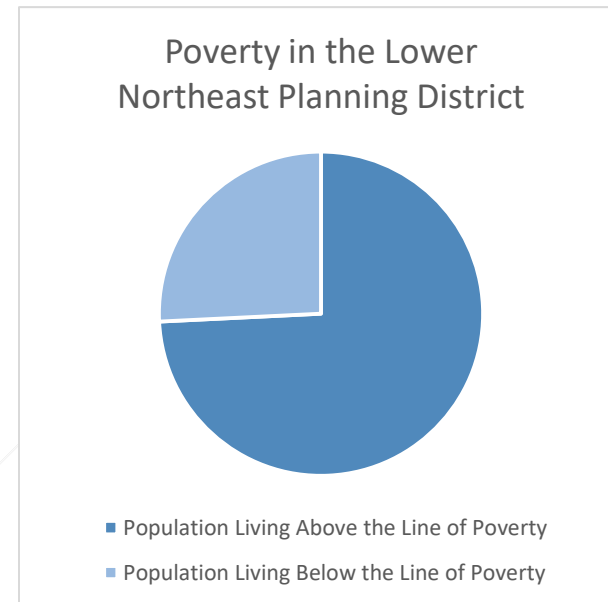 Poverty in the Lower
Northeast Planning District
Population Living Above the Line of Poverty
Population Living Below the Line of Poverty